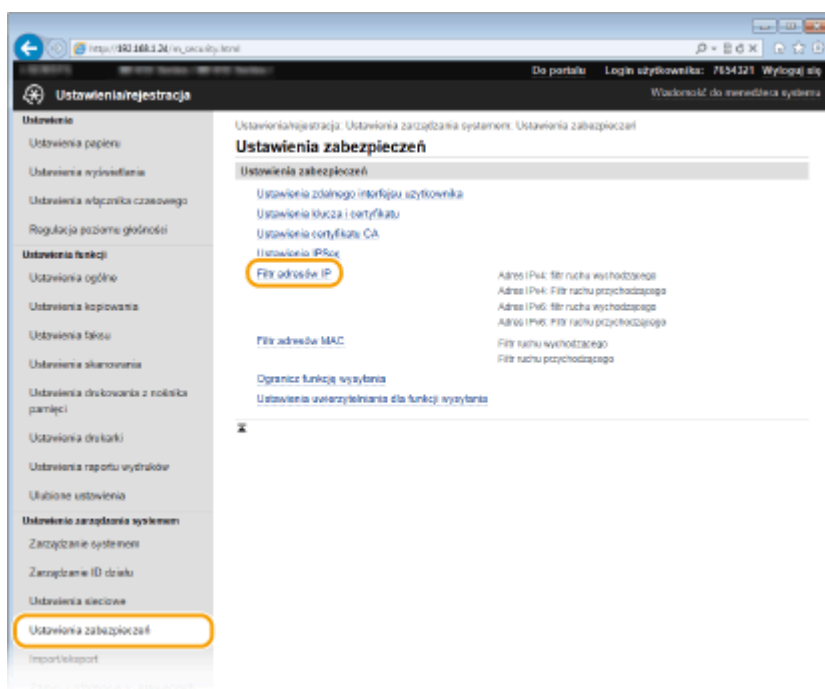 http://192.168.1.24/m_security.html
Do portalu Login użytkownika: 7654321 Wyloguj się
Ustawienia/rejestracja
Wiadomość do menedżera systemu
Ustawienia
Ustawienia papieru
Ustawienia wyświetlania
Ustawienia włącznika czasowego
Regulacja poziomu głośności
Ustawienia funkcji
Ustawienia ogólne
Ustawienia kopiowania
Ustawienia faksu
Ustawienia skanowania
Ustawienia drukowania z nośnika
pamięci
Ustawienia drukarki
Ustawienia raportu wydruków
Ulubione ustawienia
Ustawienia zarządzania systemem
Zarządzanie systemem
Zarządzanie ID działu
Ustawienia sieciowe
Ustawienia zabezpieczeń
Import/eksport
Ustawienia/rejestracja: Ustawienia zarządzania systemem: Ustawienia zabezpieczeń
Ustawienia zabezpieczeń
Ustawienia zabezpieczeń
Ustawienia zdalnego interfejsu użytkownika
Ustawienia klucza i certyfikatu
Ustawienia certyfikatu CA
Ustawienia IPSec
Filtr adresów IP
Adres IPv4: filtr ruchu wychodzącego
Adres IPv4: Filtr ruchu przychodzącego
Adres IPv6: filtr ruchu wychodzącego
Adres IPv6: Filtr ruchu przychodzącego
Filtr adresów MAC
Filtr ruchu wychodzącego
Filtr ruchu przychodzącego
Ogranicz funkcję wysyłania
Ustawienia uwierzytelniania dla funkcji wysyłania